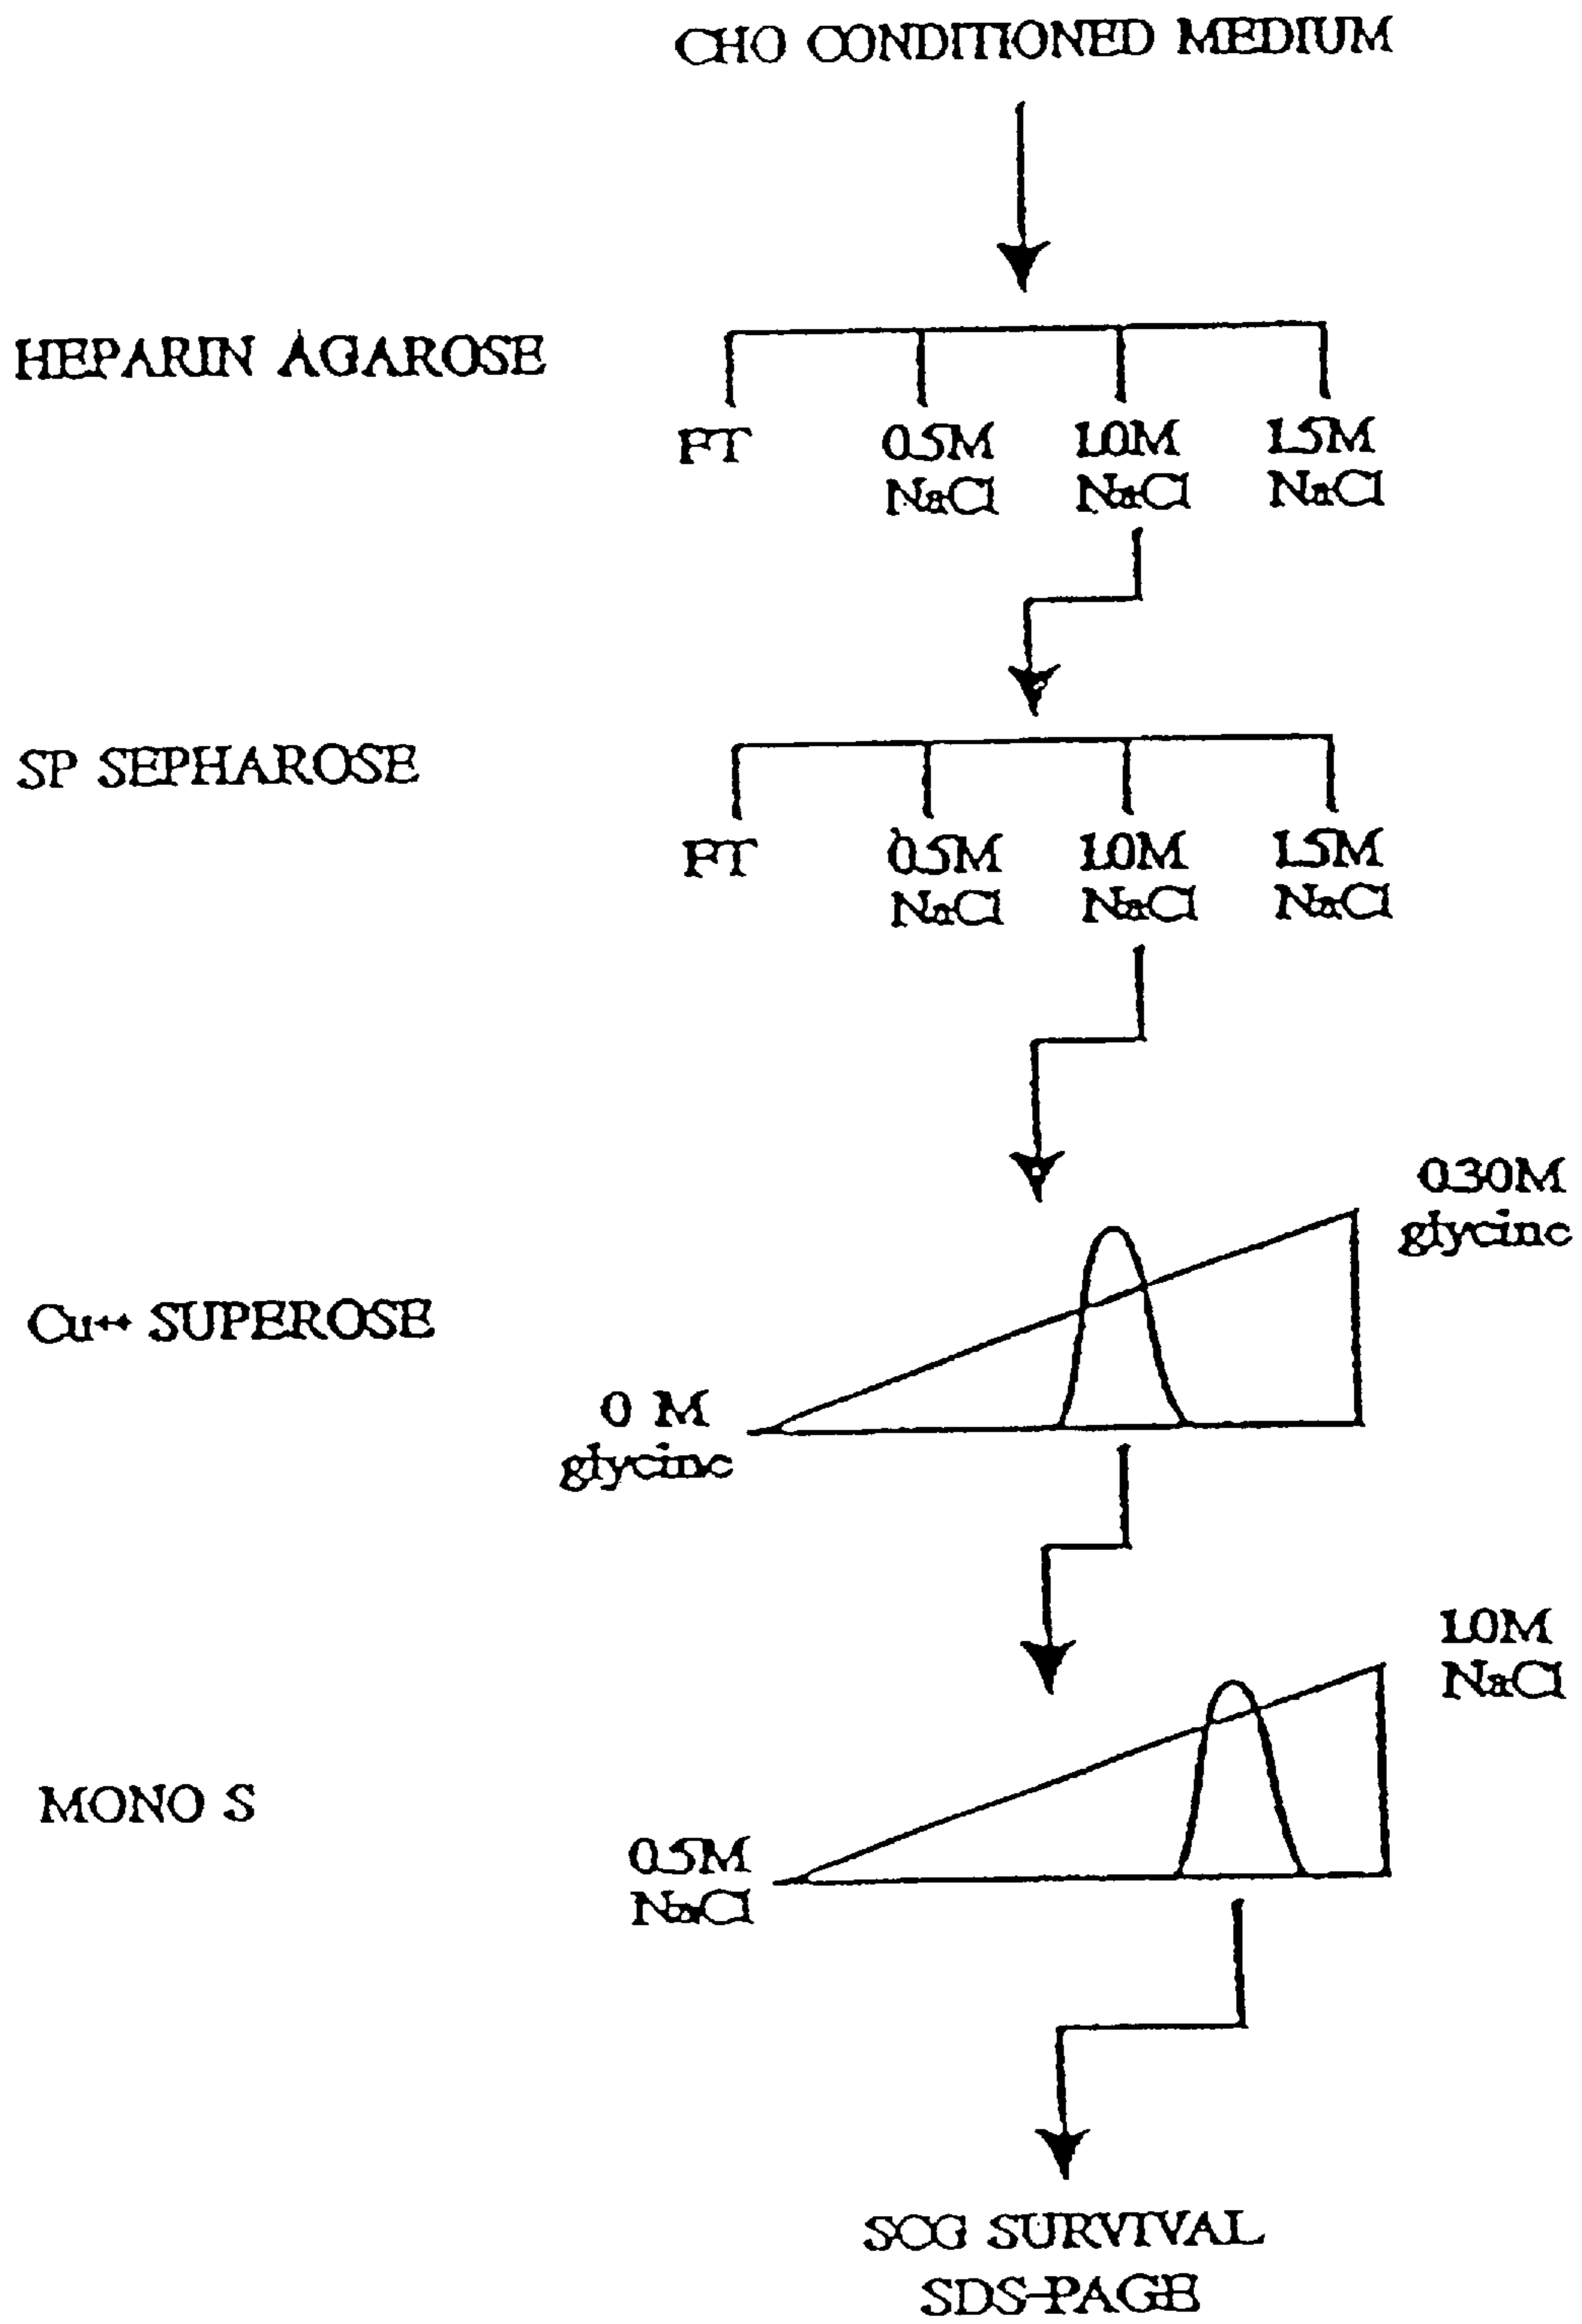 CHO CONDITIONED MEDIUM
HEPARIN AGAROSE
FT
0.5M
NaCl
1.0M
NaCl
1.5M
NaCl
SP SEPHAROSE
FT
0.5M
NaCl
1.0M
NaCl
1.5M
NaCl
0.30M
glycine
Cu++ SUPEROSE
0 M
glycine
1.0M
NaCl
MONO S
0.5M
NaCl
SCG SURVIVAL
SDS-PAGE